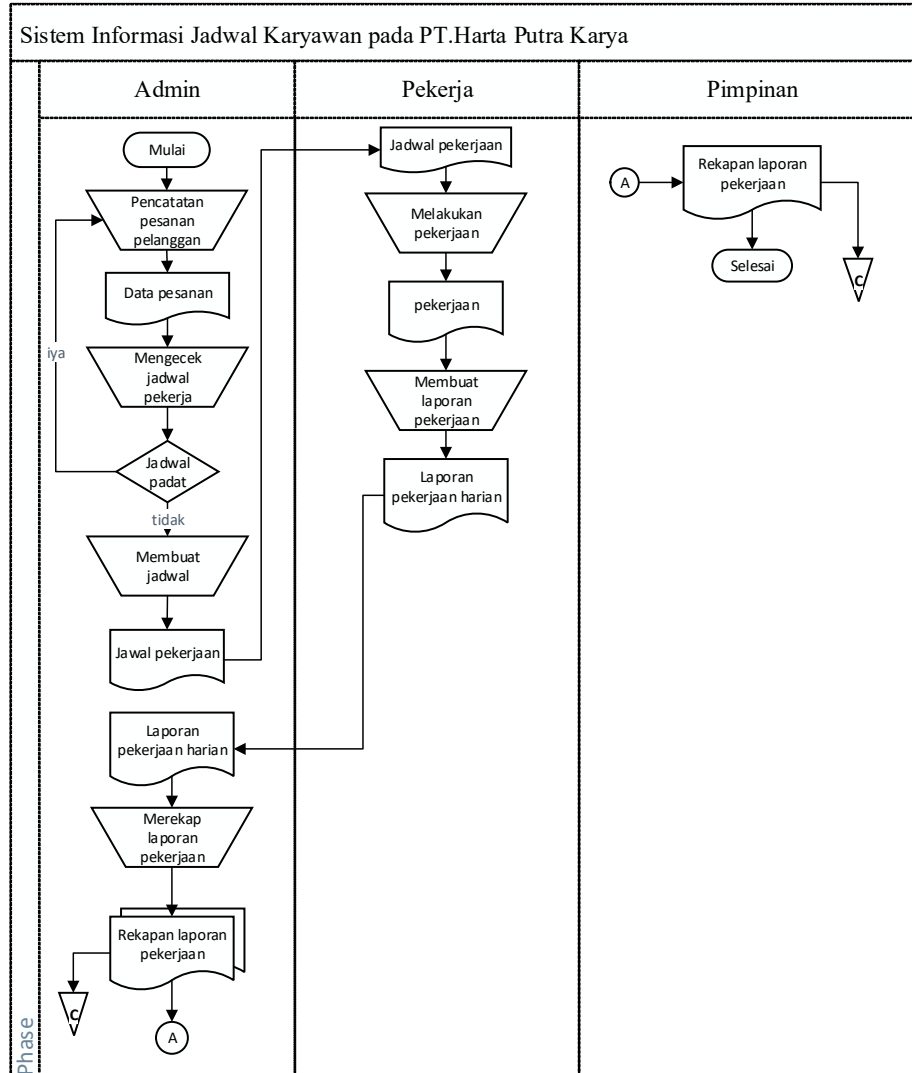 Sistem Informasi Jadwal Karyawan pada PT.Harta Putra Karya
Admin
Pekerja
Pimpinan
Mulai
Pencatatan
pesanan
pelanggan
Data pesanan
iya
Mengecek
jadwal
pekerja
Jadwal
padat
tidak
Membuat
jadwal
Jawal pekerjaan
Laporan
pekerjaan harian
Merekap
laporan
pekerjaan
Rekapan laporan
pekerjaan
C
A
Jadwal pekerjaan
Melakukan
pekerjaan
pekerjaan
Membuat
laporan
pekerjaan
Laporan
pekerjaan harian
A
Rekapan laporan
pekerjaan
Selesai
C
Phase